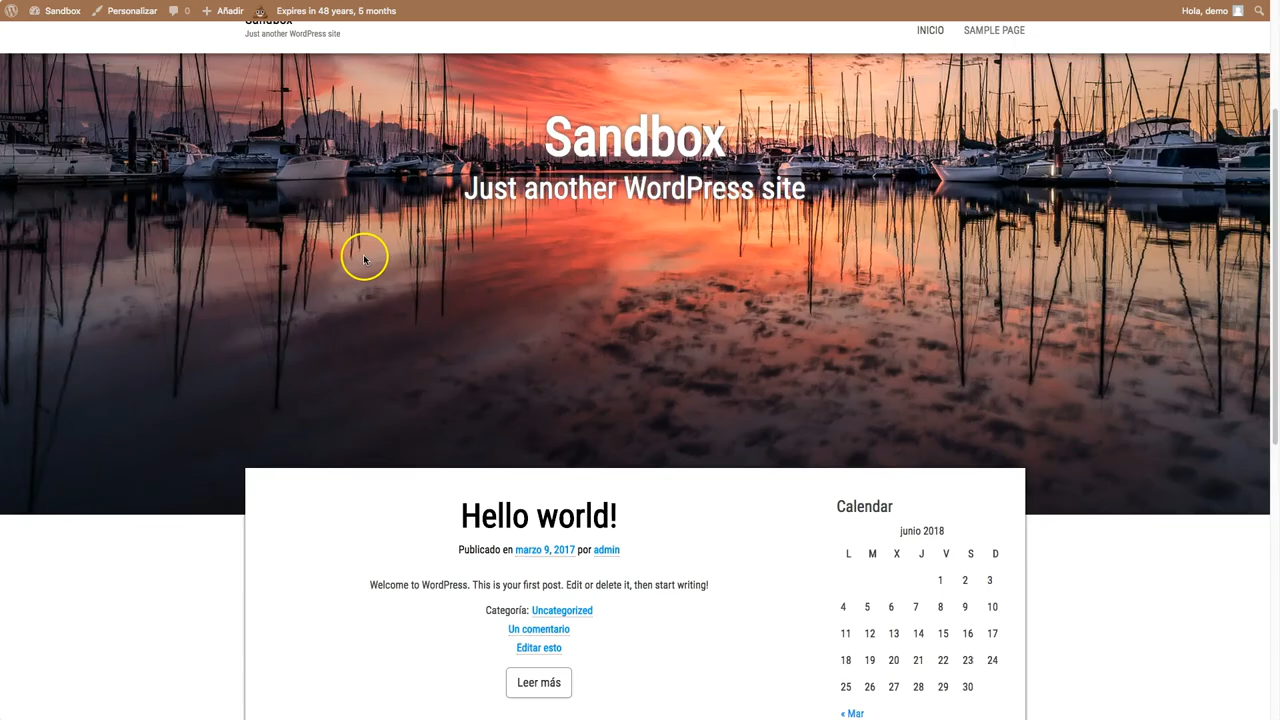 Sandbox Personalizar 0 Añadir Expires in 48 years, 5 months Hola, demo
Sandbox
Just another WordPress site
INICIO SAMPLE PAGE
Sandbox
Just another WordPress site
Hello world!
Publicado en marzo 9, 2017 por admin
Welcome to WordPress. This is your first post. Edit or delete it, then start writing!
Categoría: Uncategorized
Un comentario
Editar esto
Leer más
Calendar
junio 2018
L M X J V S D
1 2 3
4 5 6 7 8 9 10
11 12 13 14 15 16 17
18 19 20 21 22 23 24
25 26 27 28 29 30
« Mar